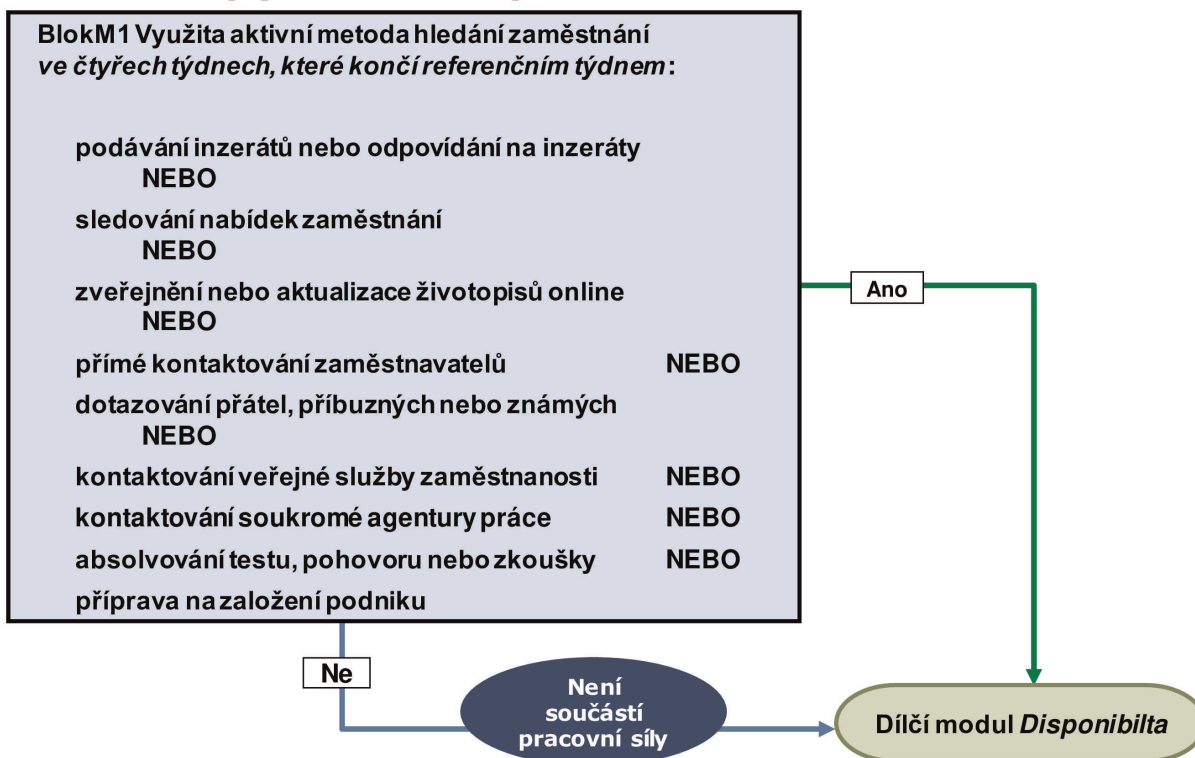 BlokM1 Využita aktivní metoda hledání zaměstnání
ve čtyřech týdnech, které končí referenčním týdnem:
podávání inzerátů nebo odpovídání na inzeráty
NEBO
sledování nabídek zaměstnání
NEBO
zveřejnění nebo aktualizace životopisů online
NEBO
přímé kontaktování zaměstnavatelů NEBO
dotazování přátel, příbuzných nebo známých
NEBO
kontaktování veřejné služby zaměstnanosti NEBO
kontaktování soukromé agentury práce NEBO
absolvování testu, pohovoru nebo zkoušky NEBO
příprava na založení podniku
Ano
Ne
Není
součástí
pracovní síly
Dílčí modul Disponibilta